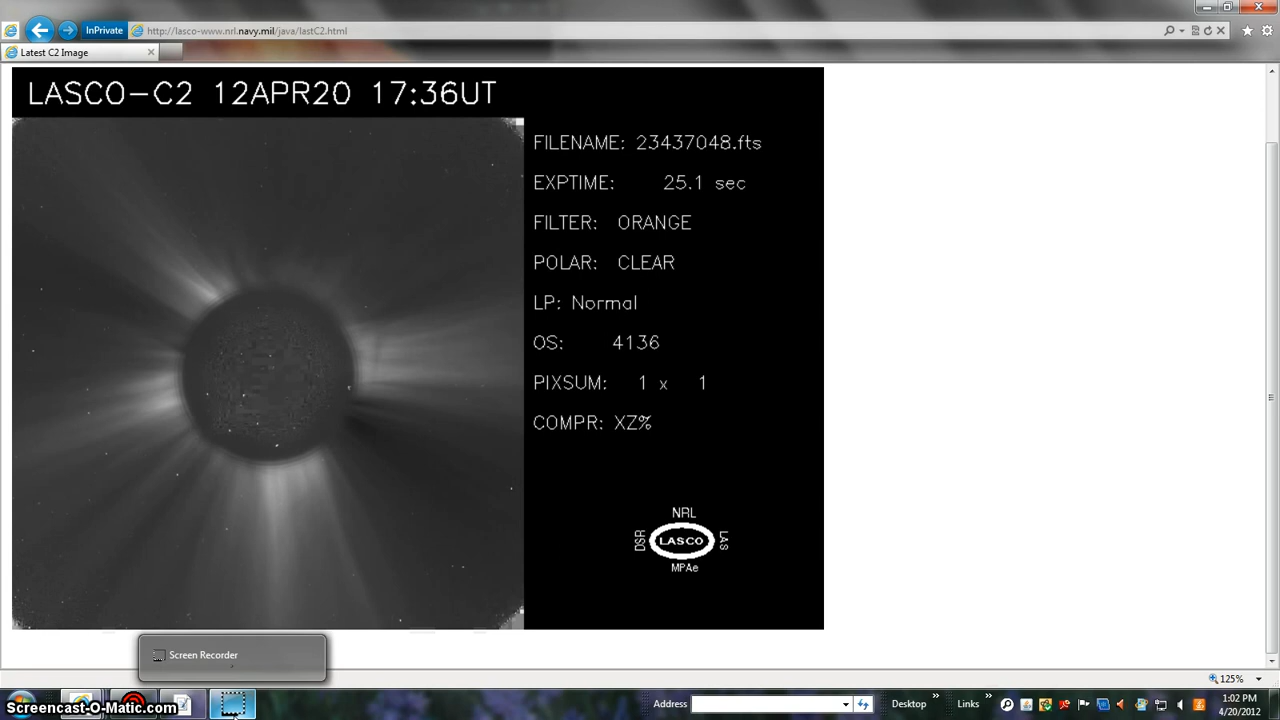 InPrivate
http://lasco-www.nrl.navy.mil/java/lastC2.html
Latest C2 Image
LASCO-C2 12APR20 17:36UT
FILENAME: 23437048.fts
EXPTIME: 25.1 sec
FILTER: ORANGE
POLAR: CLEAR
LP: Normal
OS: 4136
PIXSUM: 1 x 1
COMPR: XZ%
NRL
DSR
LASCO
LAS
MPAe
Screen Recorder
125%
Screencast-O-Matic.com
Address
Desktop
Links
1:02 PM
4/20/2012